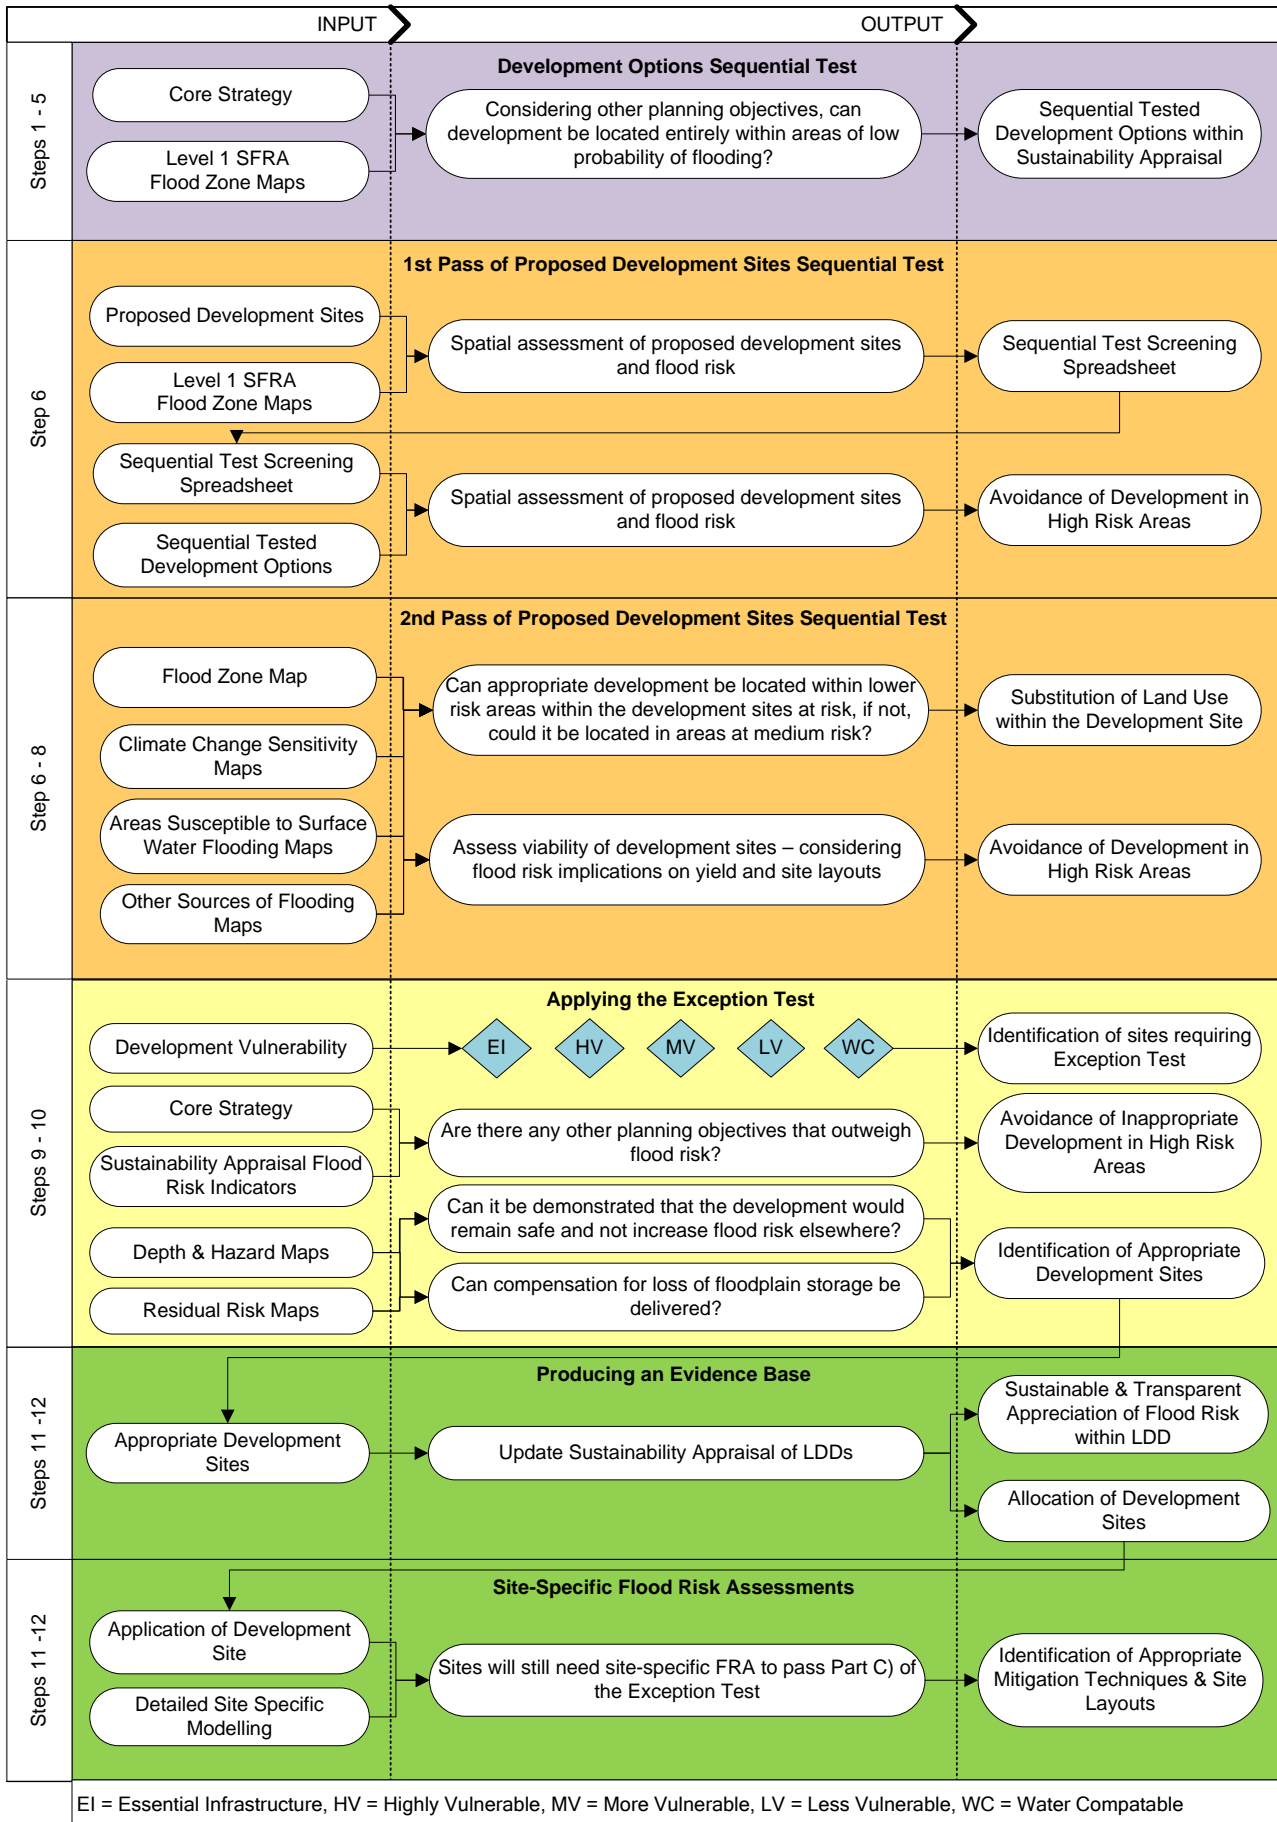 INPUT
OUTPUT
Steps 1 - 5
Development Options Sequential Test
Core Strategy
Level 1 SFRA
Flood Zone Maps
Considering other planning objectives, can
development be located entirely within areas of low
probability of flooding?
Sequential Tested
Development Options within
Sustainability Appraisal
Step 6
1st Pass of Proposed Development Sites Sequential Test
Proposed Development Sites
Level 1 SFRA
Flood Zone Maps
Spatial assessment of proposed development sites
and flood risk
Sequential Test Screening
Spreadsheet
Sequential Test Screening
Spreadsheet
Sequential Tested
Development Options
Spatial assessment of proposed development sites
and flood risk
Avoidance of Development in
High Risk Areas
Step 6 - 8
2nd Pass of Proposed Development Sites Sequential Test
Flood Zone Map
Climate Change Sensitivity
Maps
Areas Susceptible to Surface
Water Flooding Maps
Other Sources of Flooding
Maps
Can appropriate development be located within lower
risk areas within the development sites at risk, if not,
could it be located in areas at medium risk?
Substitution of Land Use
within the Development Site
Assess viability of development sites – considering
flood risk implications on yield and site layouts
Avoidance of Development in
High Risk Areas
Steps 9 - 10
Applying the Exception Test
Development Vulnerability
EI
HV
MV
LV
WC
Identification of sites requiring
Exception Test
Core Strategy
Sustainability Appraisal Flood
Risk Indicators
Are there any other planning objectives that outweigh
flood risk?
Avoidance of Inappropriate
Development in High Risk
Areas
Depth & Hazard Maps
Residual Risk Maps
Can it be demonstrated that the development would
remain safe and not increase flood risk elsewhere?
Can compensation for loss of floodplain storage be
delivered?
Identification of Appropriate
Development Sites
Steps 11 -12
Producing an Evidence Base
Appropriate Development
Sites
Update Sustainability Appraisal of LDDs
Sustainable & Transparent
Appreciation of Flood Risk
within LDD
Allocation of Development
Sites
Steps 11 -12
Site-Specific Flood Risk Assessments
Application of Development
Site
Detailed Site Specific
Modelling
Sites will still need site-specific FRA to pass Part C) of
the Exception Test
Identification of Appropriate
Mitigation Techniques & Site
Layouts
EI = Essential Infrastructure, HV = Highly Vulnerable, MV = More Vulnerable, LV = Less Vulnerable, WC = Water Compatable